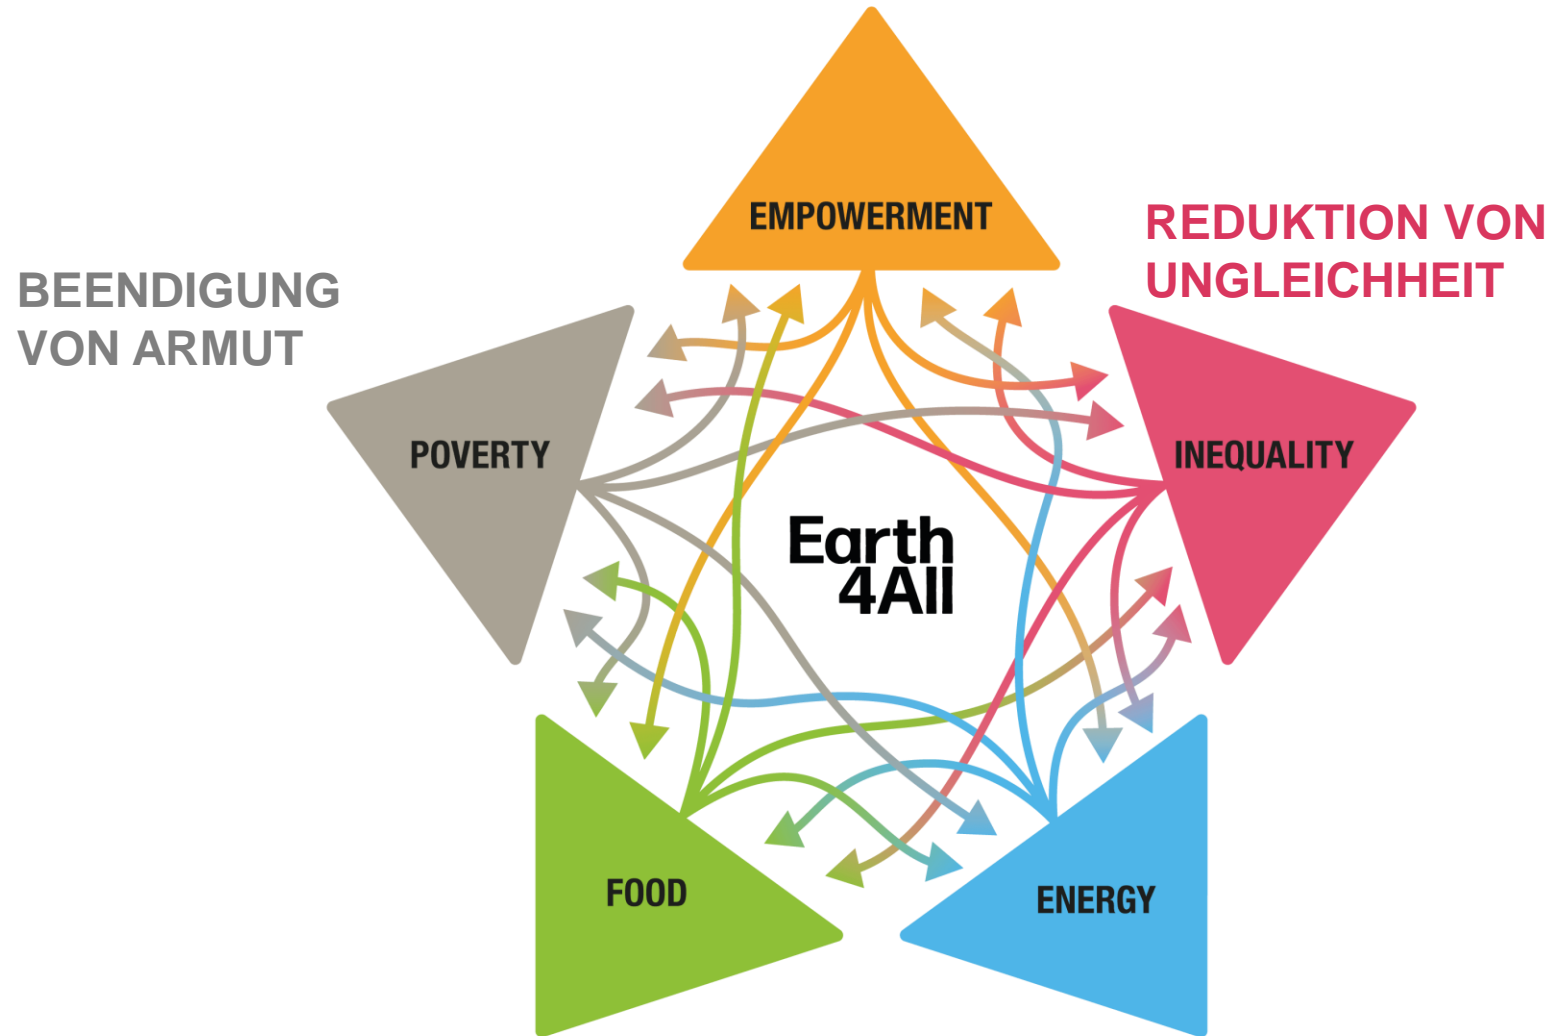 EMPOWERMENT
REDUKTION VON
UNGLEICHHEIT
BEENDIGUNG
VON ARMUT
POVERTY
INEQUALITY
Earth
4All
FOOD
ENERGY